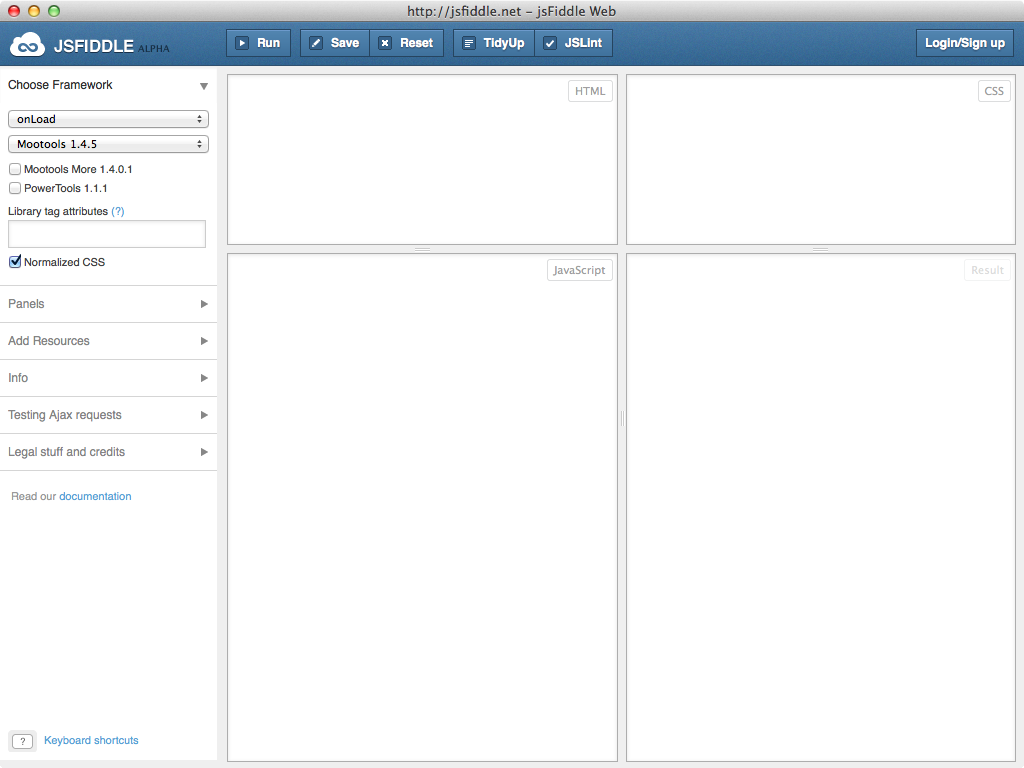 http://jsfiddle.net – jsFiddle Web
JSFIDDLE ALPHA
Run
Save
Reset
TidyUp
JSLint
Login/Sign up
Choose Framework
onLoad
Mootools 1.4.5
Mootools More 1.4.0.1
PowerTools 1.1.1
Library tag attributes (?)
Normalized CSS
Panels
Add Resources
Info
Testing Ajax requests
Legal stuff and credits
Read our documentation
? Keyboard shortcuts
HTML
CSS
JavaScript
Result